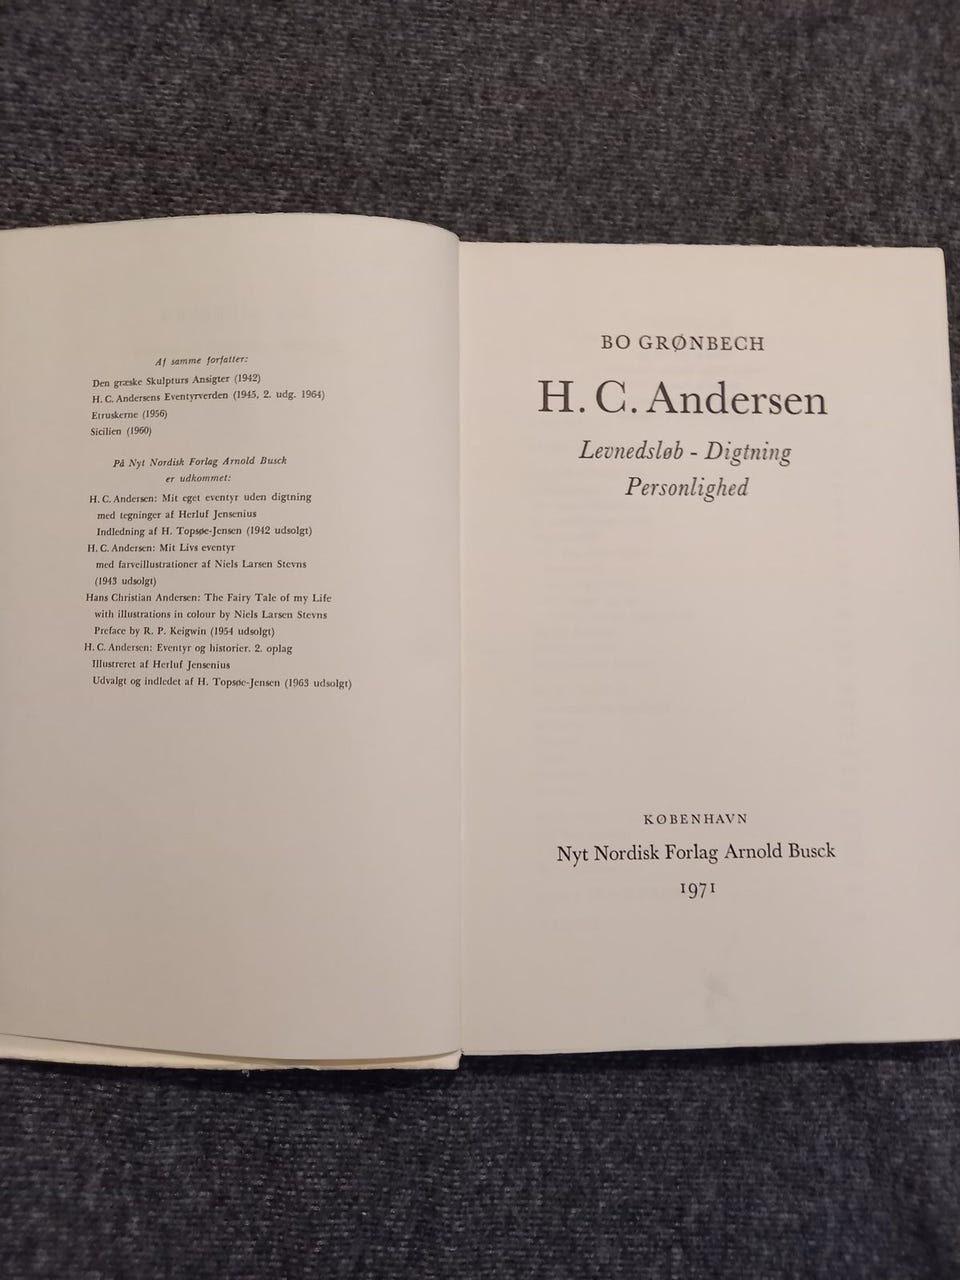 Af samme forfatter:
Den græske Skulpturs Ansigter (1942)
H. C. Andersens Eventyrverden (1945, 2. udg. 1964)
Etruskerne (1956)
Sicilien (1960)
På Nyt Nordisk Forlag Arnold Busck
er udkommet:
H. C. Andersen: Mit eget eventyr uden digtning
med tegninger af Herluf Jensenius
Indledning af H. Topsøe-Jensen (1942 udsolgt)
H. C. Andersen: Mit Livs eventyr
med farveillustrationer af Niels Larsen Stevns
(1943 udsolgt)
Hans Christian Andersen: The Fairy Tale of my Life
with illustrations in colour by Niels Larsen Stevns
Preface by R. P. Keigwin (1954 udsolgt)
H. C. Andersen: Eventyr og historier. 2. oplag
Illustreret af Herluf Jensenius
Udvalgt og indledet af H. Topsøe-Jensen (1963 udsolgt)
BO GRØNBECH
H. C. Andersen
Levnedsløb - Digtning
Personlighed
KØBENHAVN
Nyt Nordisk Forlag Arnold Busck
1971